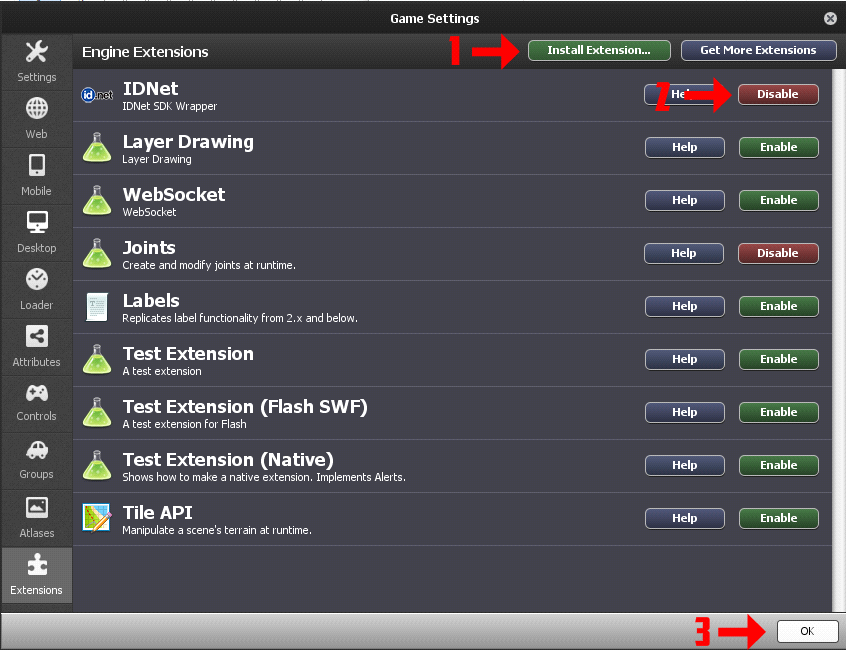 Game Settings
Settings
Web
Mobile
Desktop
Loader
Attributes
Controls
Groups
Atlases
Extensions
Engine Extensions
1
Install Extension...
Get More Extensions
id.net
IDNet
IDNet SDK Wrapper
Help
2
Disable
Layer Drawing
Layer Drawing
Help
Enable
WebSocket
WebSocket
Help
Enable
Joints
Create and modify joints at runtime.
Help
Disable
Labels
Replicates label functionality from 2.x and below.
Help
Enable
Test Extension
A test extension
Help
Enable
Test Extension (Flash SWF)
A test extension for Flash
Help
Enable
Test Extension (Native)
Shows how to make a native extension. Implements Alerts.
Help
Enable
Tile API
Manipulate a scene's terrain at runtime.
Help
Enable
3
OK